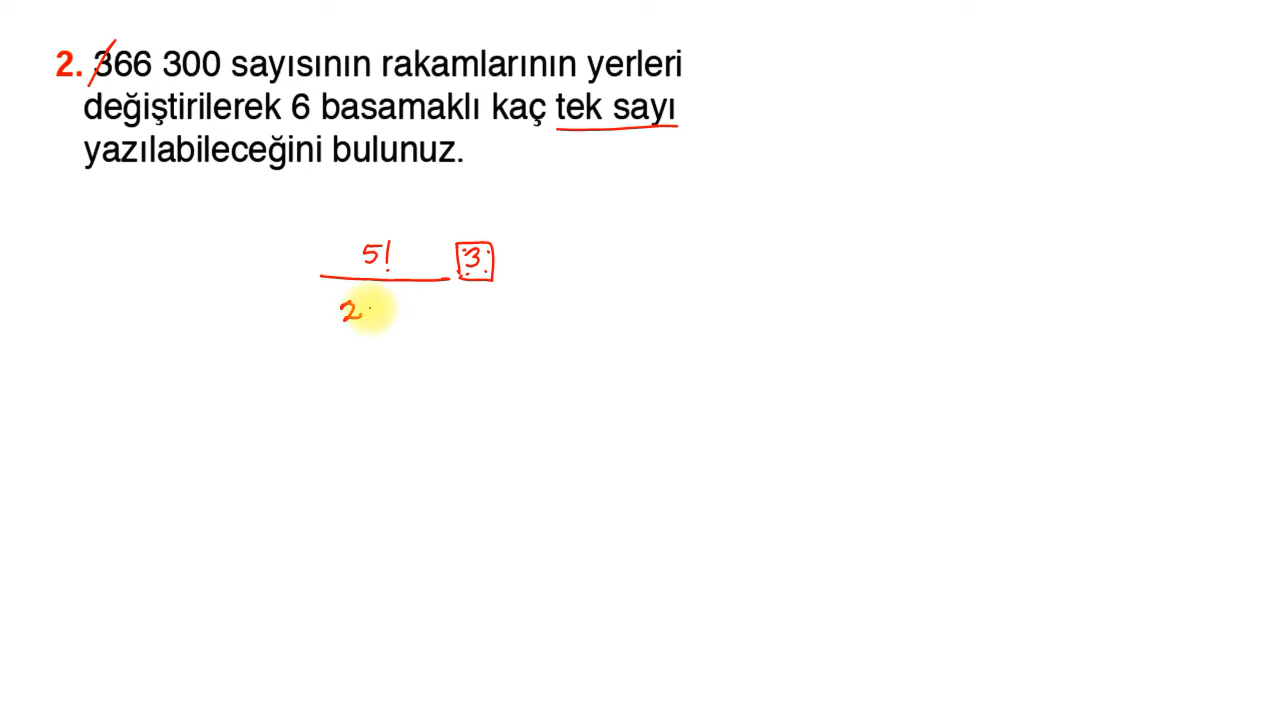 2. 366 300 sayısının rakamlarının yerleri
değiştirilerek 6 basamaklı kaç tek sayı
yazılabileceğini bulunuz.
5! 3
2